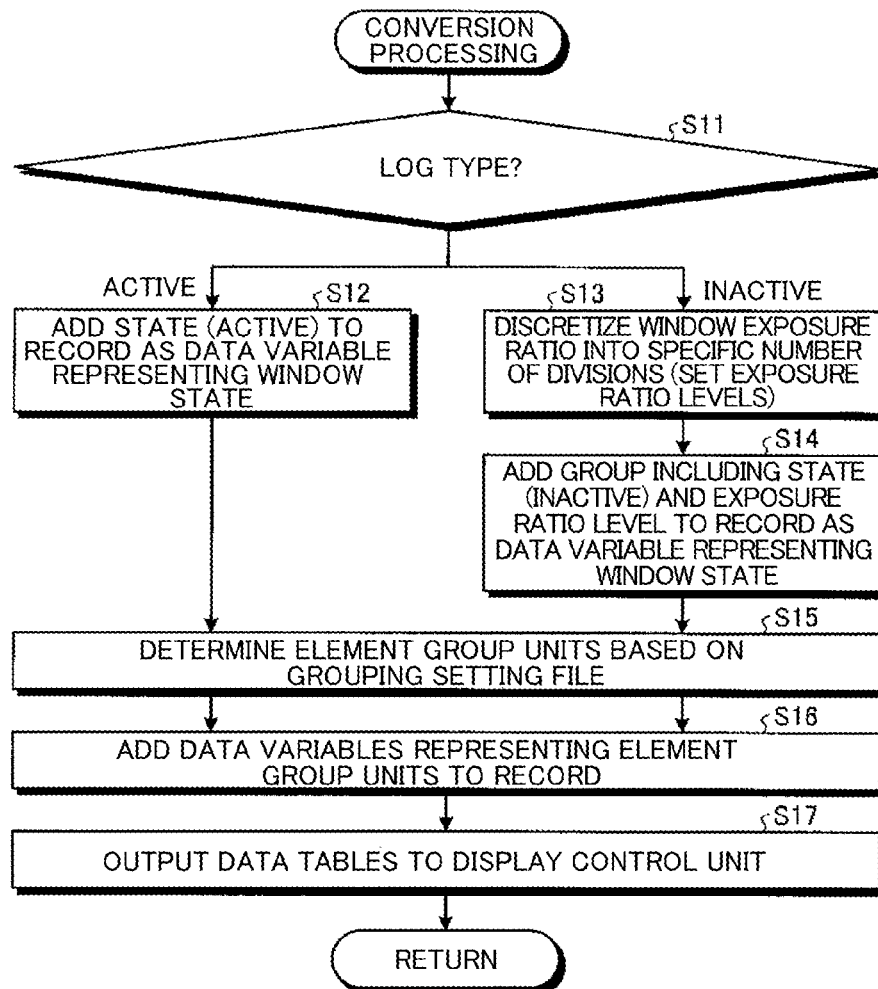 CONVERSION
PROCESSING
S11
LOG TYPE?
ACTIVE
S12
ADD STATE (ACTIVE) TO
RECORD AS DATA VARIABLE
REPRESENTING WINDOW
STATE
S13
INACTIVE
DISCRETIZE WINDOW EXPOSURE
RATIO INTO SPECIFIC NUMBER
OF DIVISIONS (SET EXPOSURE
RATIO LEVELS)
S14
ADD GROUP INCLUDING STATE
(INACTIVE) AND EXPOSURE
RATIO LEVEL TO RECORD AS
DATA VARIABLE REPRESENTING
WINDOW STATE
S15
DETERMINE ELEMENT GROUP UNITS BASED ON
GROUPING SETTING FILE
S16
ADD DATA VARIABLES REPRESENTING ELEMENT
GROUP UNITS TO RECORD
S17
OUTPUT DATA TABLES TO DISPLAY CONTROL UNIT
RETURN